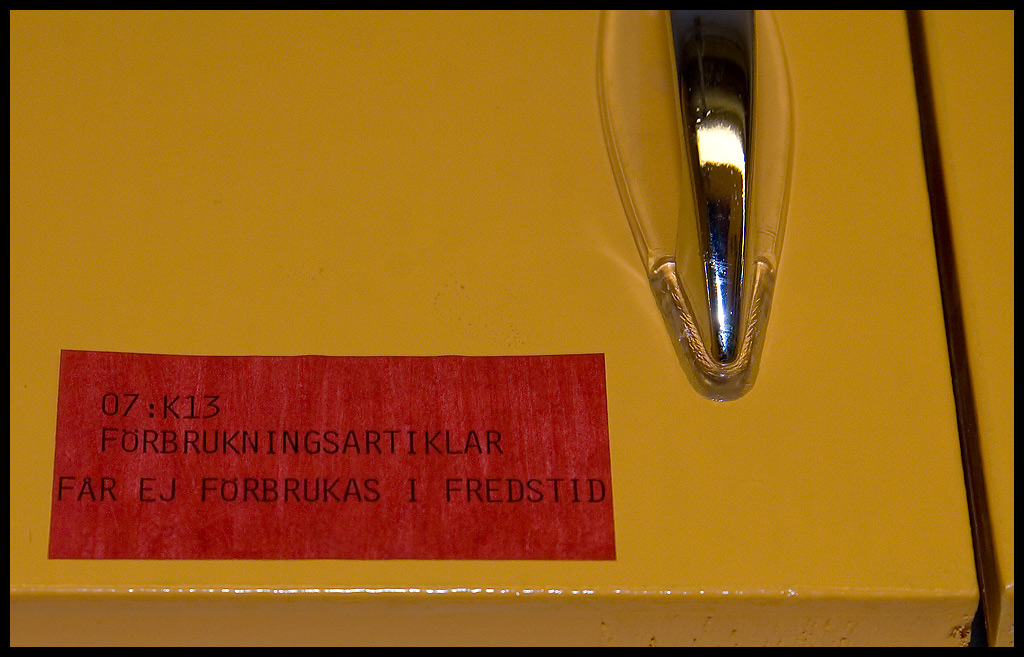 07:K13
FÖRBRUKNINGSARTIKLAR
FÅR EJ FÖRBRUKAS I FREDSTID